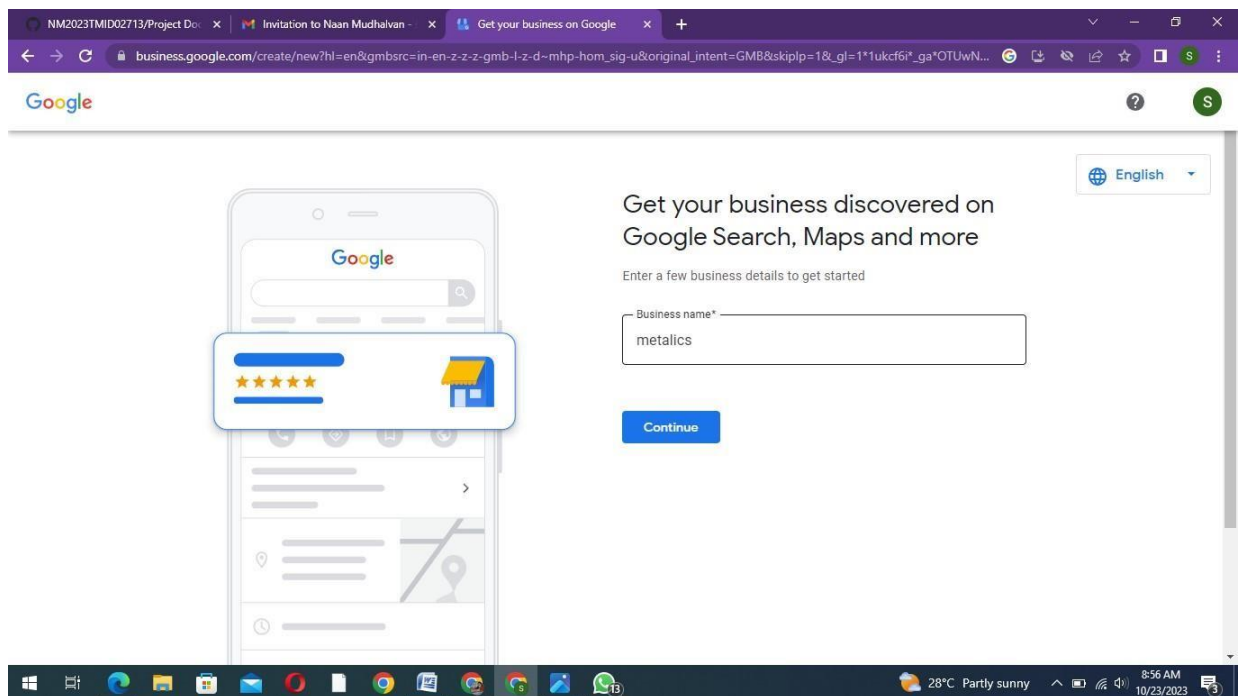 NM2023TMID02713/Project Doc
Invitation to Naan Mudhalvan -
Get your business on Google
business.google.com/create/new?hl=en&gmbsrc=in-en-z-z-z-gmb-l-z-d~mhp-hom_sig-u&original_intent=GMB&skiplp=1&_gl=1*1ukcf6i*_ga*OTUwN...
S
Google
S
English
Get your business discovered on
Google Search, Maps and more
Enter a few business details to get started
Business name*
metalics
Continue
Google
13
28°C Partly sunny
8:56 AM
10/23/2023
3